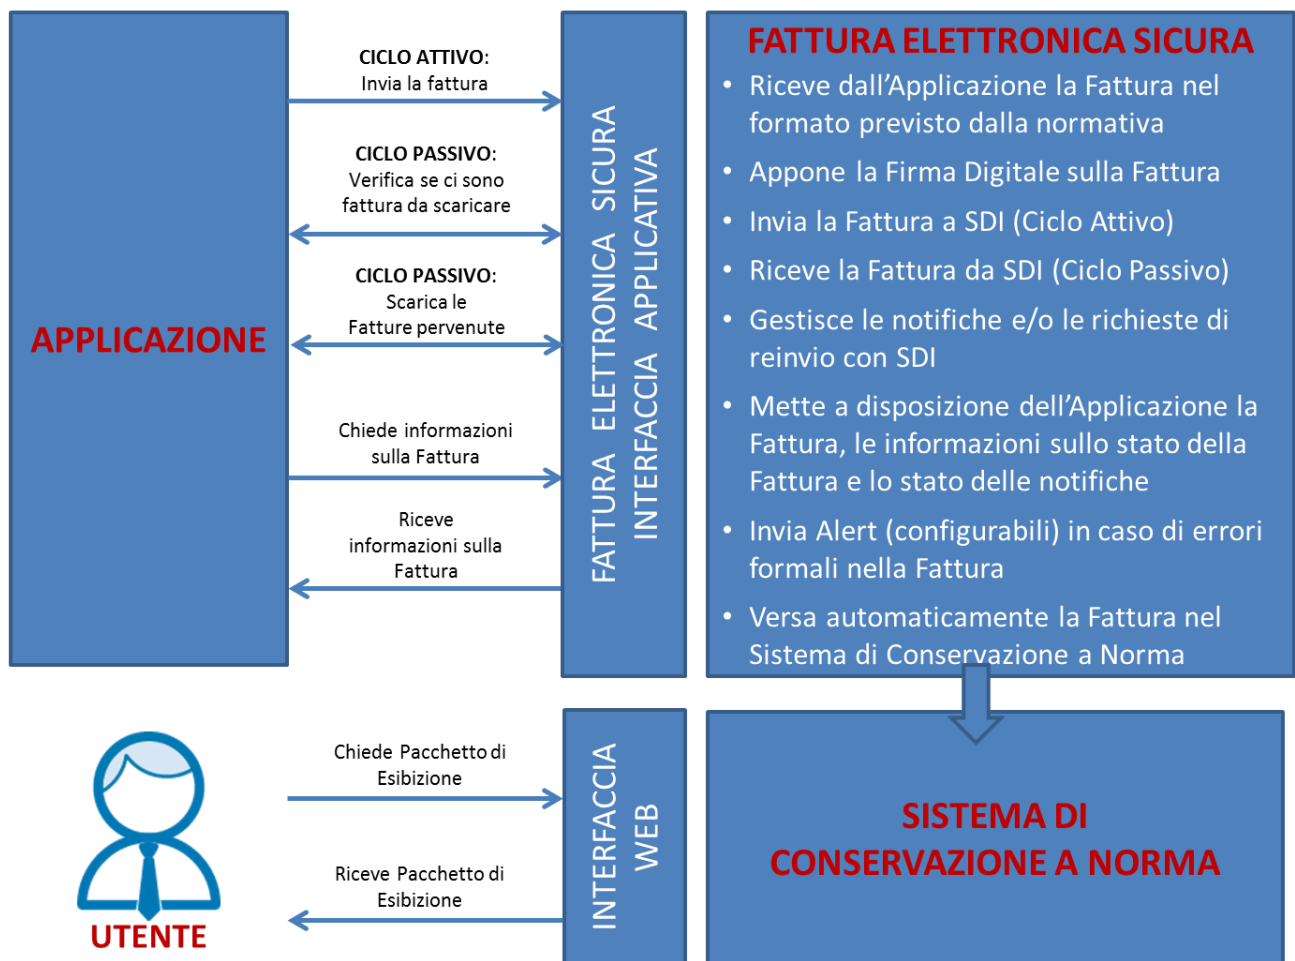 CICLO ATTIVO:
Invia la fattura
CICLO PASSIVO:
Verifica se ci sono
fattura da scaricare
CICLO PASSIVO:
Scarica le
Fatture pervenute
APPLICAZIONE
Chiede informazioni
sulla Fattura
Riceve
informazioni sulla
Fattura
FATTURA ELETTRONICA SICURA
INTERFACCIA APPLICATIVA
FATTURA ELETTRONICA SICURA
• Riceve dall'Applicazione la Fattura nel
formato previsto dalla normativa
• Appone la Firma Digitale sulla Fattura
• Invia la Fattura a SDI (Ciclo Attivo)
• Riceve la Fattura da SDI (Ciclo Passivo)
• Gestisce le notifiche e/o le richieste di
reinvio con SDI
• Mette a disposizione dell'Applicazione la
Fattura, le informazioni sullo stato della
Fattura e lo stato delle notifiche
• Invia Alert (configurabili) in caso di errori
formali nella Fattura
• Versa automaticamente la Fattura nel
Sistema di Conservazione a Norma
Chiede Pacchetto di
Esibizione
Riceve Pacchetto di
Esibizione
UTENTE
INTERFACCIA
WEB
SISTEMA DI
CONSERVAZIONE A NORMA